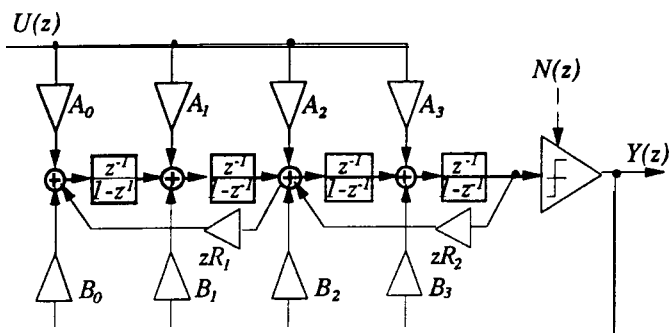 U(z)
A₀ A₁ A₂ A₃ N(z)
z⁻¹ z⁻¹ z⁻¹ z⁻¹ Y(z)
1-z⁻¹ 1-z⁻¹ 1-z⁻¹ 1-z⁻¹
zR₁ zR₂
B₀ B₁ B₂ B₃